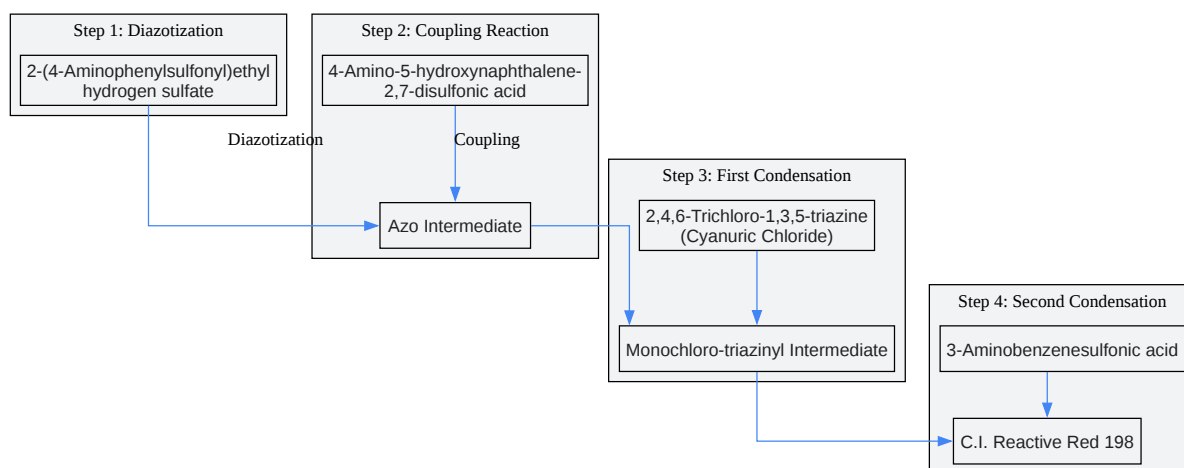 Step 1: Diazotization
2-(4-Aminophenylsulfonyl)ethyl
hydrogen sulfate
Step 2: Coupling Reaction
4-Amino-5-hydroxynaphthalene-
2,7-disulfonic acid
Diazotization
Coupling
Azo Intermediate
Step 3: First Condensation
2,4,6-Trichloro-1,3,5-triazine
(Cyanuric Chloride)
Monochloro-triazinyl Intermediate
Step 4: Second Condensation
3-Aminobenzenesulfonic acid
C.I. Reactive Red 198